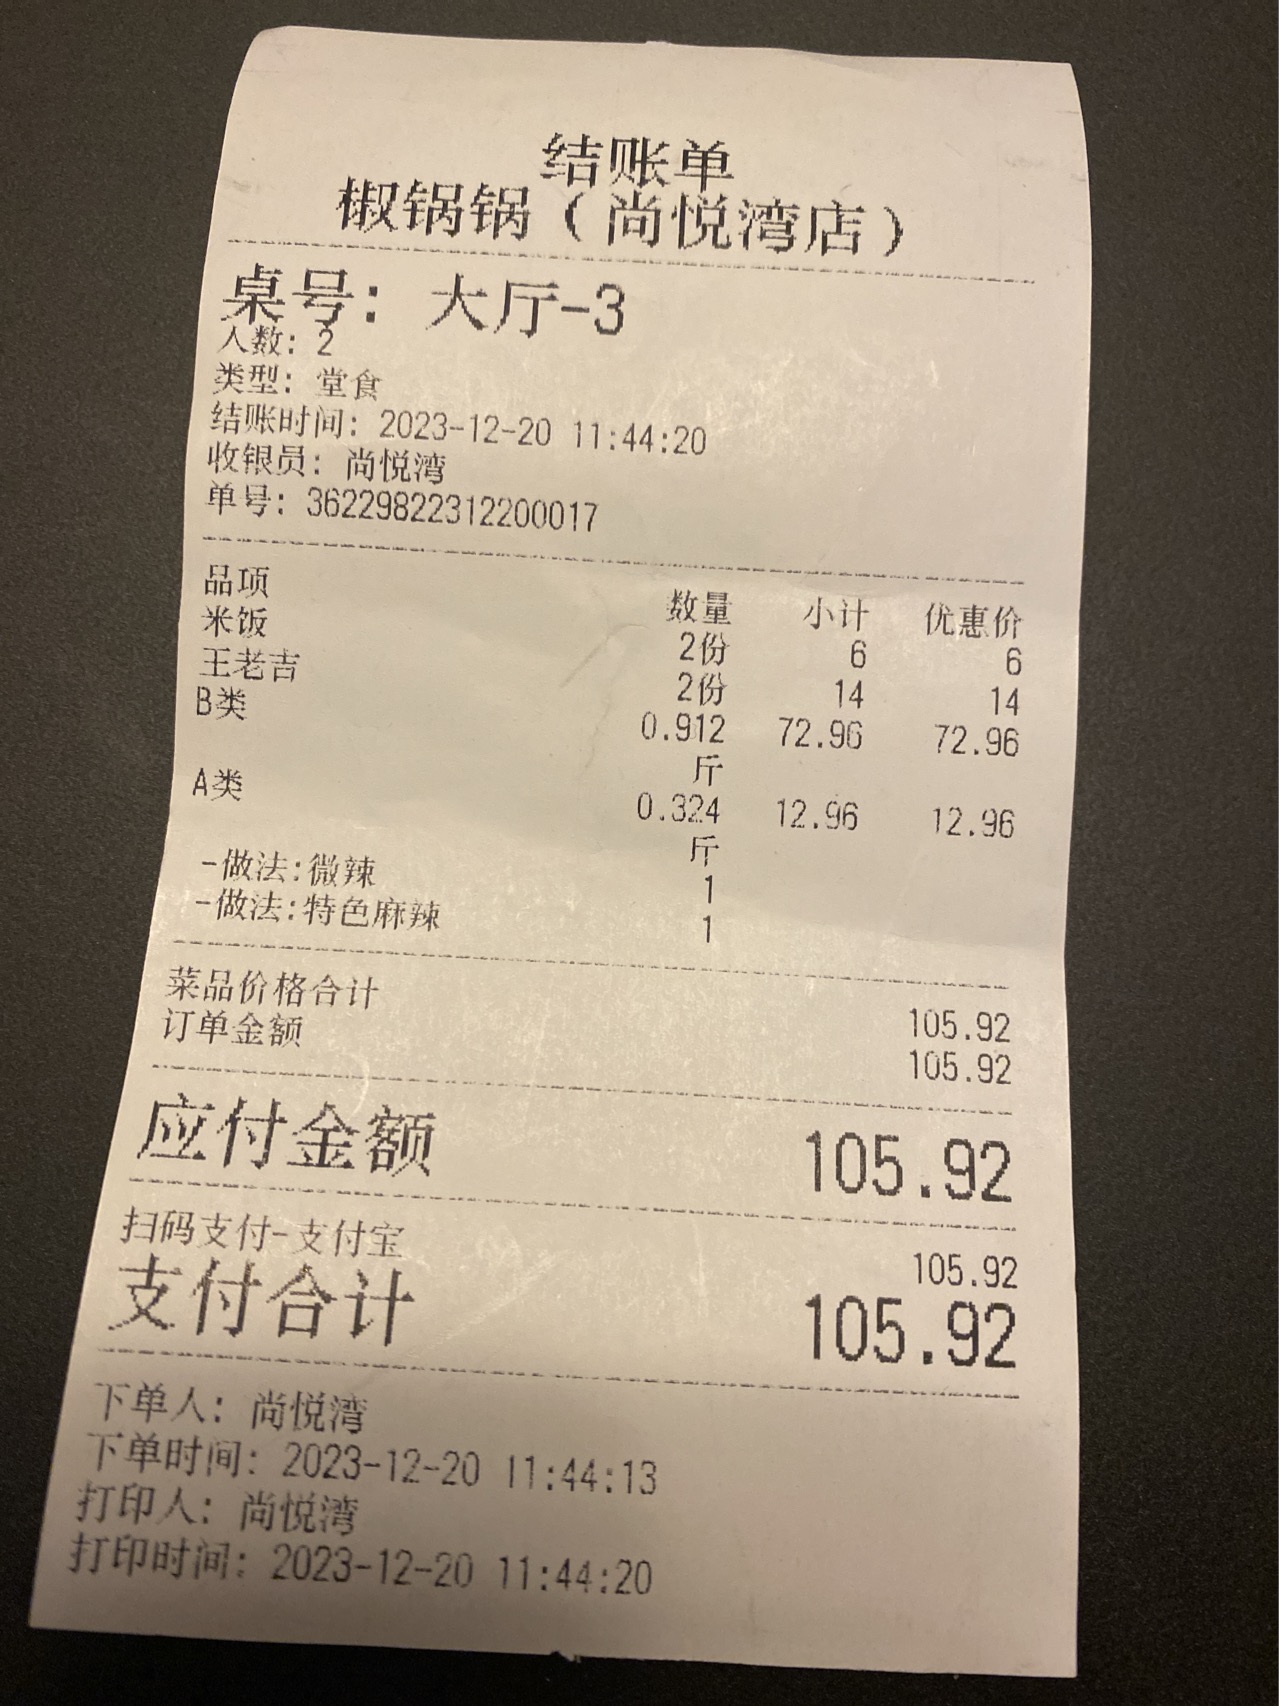 结账单
椒锅锅（尚悦湾店）
桌号：大厅-3
人数：2
类型：堂食
结账时间：2023-12-20 11:44:20
收银员：尚悦湾
单号：36229822312200017
品项 数量 小计 优惠价
米饭 2份 6 6
王老吉 2份 14 14
B类 0.912 72.96 72.96
斤
A类 0.324 12.96 12.96
斤
-做法:微辣 1
-做法:特色麻辣 1
菜品价格合计 105.92
订单金额 105.92
应付金额 105.92
扫码支付-支付宝 105.92
支付合计 105.92
下单人：尚悦湾
下单时间：2023-12-20 11:44:13
打印人：尚悦湾
打印时间：2023-12-20 11:44:20